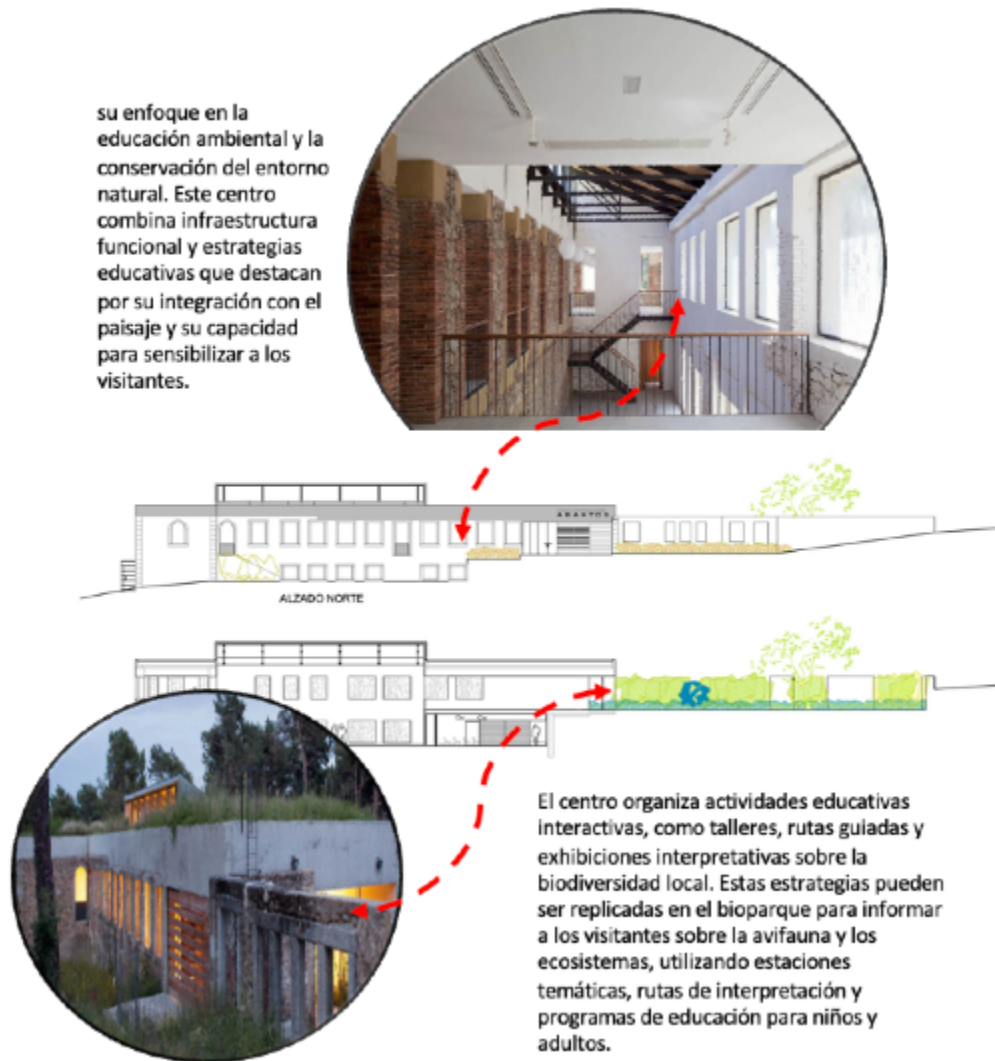 su enfoque en la
educación ambiental y la
conservación del entorno
natural. Este centro
combina infraestructura
funcional y estrategias
educativas que destacan
por su integración con el
paisaje y su capacidad
para sensibilizar a los
visitantes.
ABANTOS
ALZADO NORTE
El centro organiza actividades educativas
interactivas, como talleres, rutas guiadas y
exhibiciones interpretativas sobre la
biodiversidad local. Estas estrategias pueden
ser replicadas en el bioparque para informar
a los visitantes sobre la avifauna y los
ecosistemas, utilizando estaciones
temáticas, rutas de interpretación y
programas de educación para niños y
adultos.